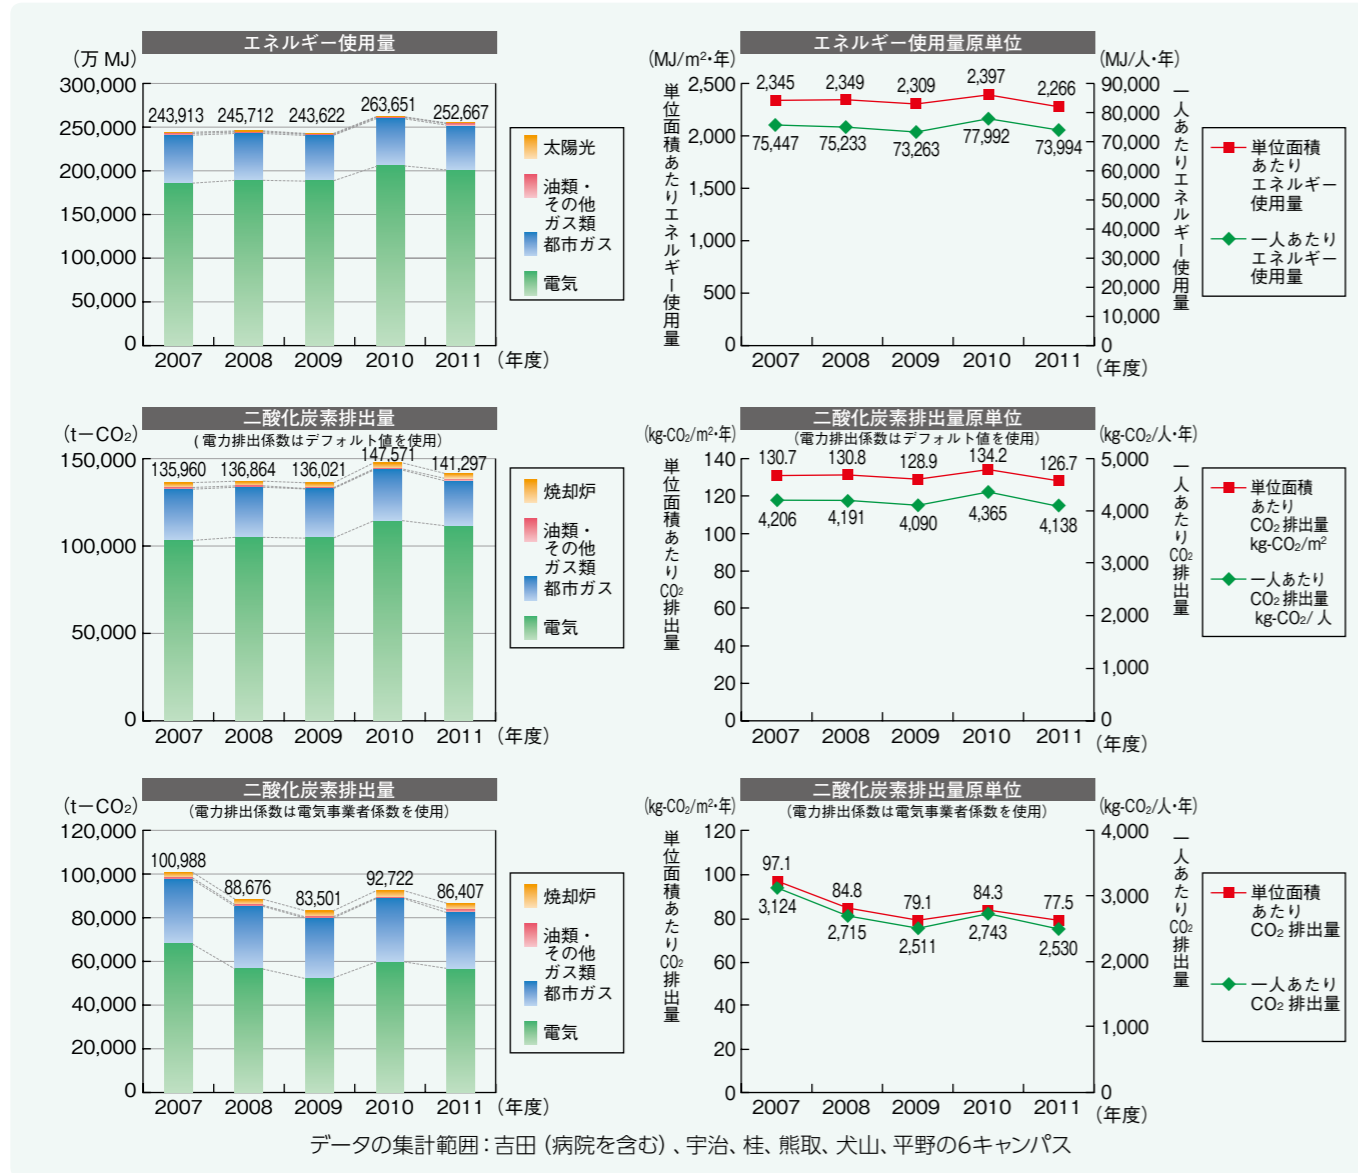 エネルギー使用量
(万 MJ)
300,000
250,000
200,000
150,000
100,000
50,000
0
243,913
245,712
243,622
263,651
252,667
2007
2008
2009
2010
2011
(年度)
太陽光
油類・
その他
ガス類
都市ガス
電気
エネルギー使用量原単位
(MJ/m²・年)
(MJ/人・年)
単位面積あたりエネルギー使用量
2,500
2,000
1,500
1,000
500
0
2,345
2,349
2,309
2,397
2,266
75,447
75,233
73,263
77,992
73,994
2007
2008
2009
2010
2011
(年度)
90,000
80,000
70,000
60,000
50,000
40,000
30,000
20,000
10,000
0
一人あたりエネルギー使用量
単位面積
あたり
エネルギー
使用量
一人あたり
エネルギー
使用量
二酸化炭素排出量
(電力排出係数はデフォルト値を使用)
(t-CO₂)
150,000
100,000
50,000
0
135,960
136,864
136,021
147,571
141,297
2007
2008
2009
2010
2011
(年度)
焼却炉
油類・
その他
ガス類
都市ガス
電気
二酸化炭素排出量原単位
(電力排出係数はデフォルト値を使用)
(kg-CO₂/m²・年)
(kg-CO₂/人・年)
単位面積あたりCO₂排出量
140
120
100
80
60
40
20
0
130.7
130.8
128.9
134.2
126.7
4,206
4,191
4,090
4,365
4,138
2007
2008
2009
2010
2011
(年度)
5,000
4,000
3,000
2,000
1,000
0
一人あたりCO₂排出量
単位面積
あたり
CO₂排出量
kg-CO₂/m²
一人あたり
CO₂排出量
kg-CO₂/人
二酸化炭素排出量
(電力排出係数は電気事業者係数を使用)
(t-CO₂)
120,000
100,000
80,000
60,000
40,000
20,000
0
100,988
88,676
83,501
92,722
86,407
2007
2008
2009
2010
2011
(年度)
焼却炉
油類・
その他
ガス類
都市ガス
電気
二酸化炭素排出量原単位
(電力排出係数は電気事業者係数を使用)
(kg-CO₂/m²・年)
(kg-CO₂/人・年)
単位面積あたりCO₂排出量
120
100
80
60
40
20
0
97.1
84.8
79.1
84.3
77.5
3,124
2,715
2,511
2,743
2,530
2007
2008
2009
2010
2011
(年度)
4,000
3,000
2,000
1,000
0
一人あたりCO₂排出量
単位面積
あたり
CO₂排出量
一人あたり
CO₂排出量
データの集計範囲：吉田（病院を含む）、宇治、桂、熊取、犬山、平野の6キャンパス